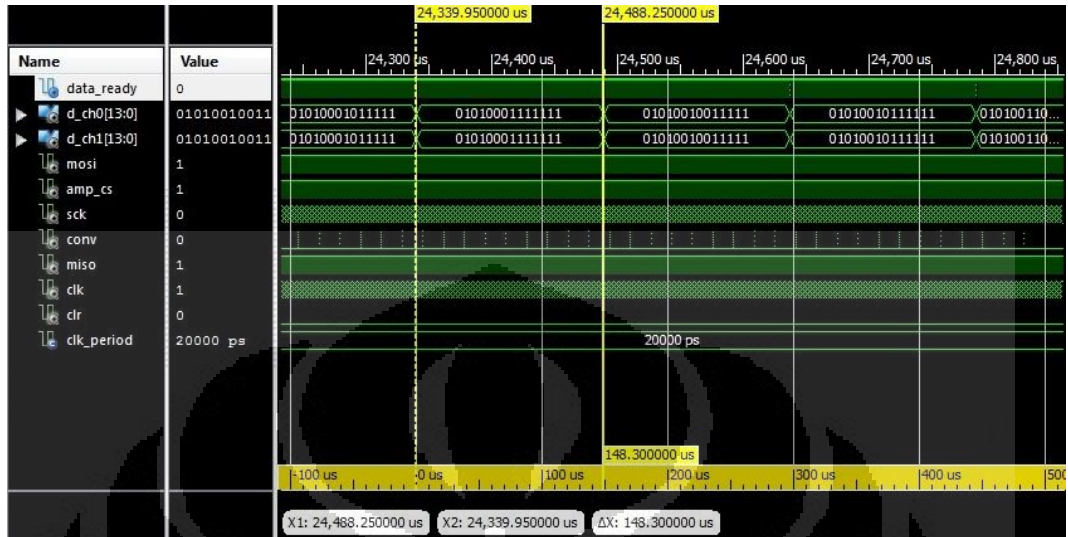 24,339.950000 us 24,488.250000 us
Name Value |24,300 us |24,400 us |24,500 us |24,600 us |24,700 us |24,800 us
data_ready 0
d_ch0[13:0] 01010010011 01010001011111 01010001111111 01010010011111 01010010111111 010100110...
d_ch1[13:0] 01010010011 01010001011111 01010001111111 01010010011111 01010010111111 010100110...
mosi 1
amp_cs 1
sck 0
conv 0
miso 1
clk 1
clr 0
clk_period 20000 ps 20000 ps
148.300000 us
|-100 us |0 us |100 us |200 us |300 us |400 us |500
X1: 24,488.250000 us X2: 24,339.950000 us ΔX: 148.300000 us